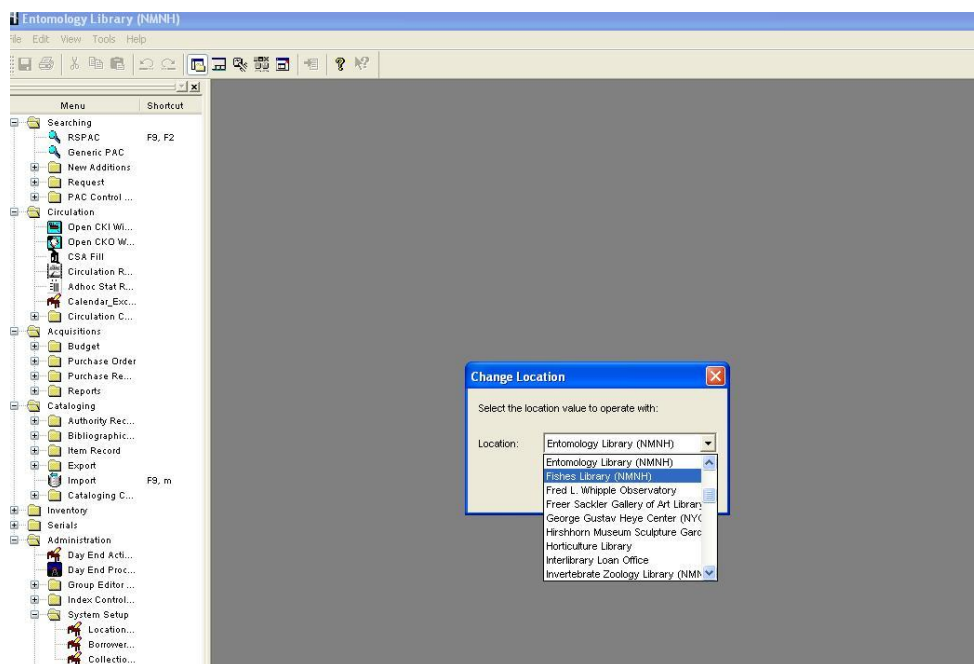 Entomology Library (NMNH)
File Edit View Tools Help
Menu Shortcut
Searching
RSPAC F9, F2
Generic PAC
New Additions
Request
PAC Control ...
Circulation
Open CKI Wi...
Open CKO W...
CSA Fill
Circulation R...
Adhoc Stat R...
Calendar_Exc...
Circulation C...
Acquisitions
Budget
Purchase Order
Purchase Re...
Reports
Cataloging
Authority Rec...
Bibliographic...
Item Record
Export
Import F9, m
Cataloging C...
Inventory
Serials
Administration
Day End Acti...
Day End Proc...
Group Editor ...
Index Control...
System Setup
Location...
Borrower...
Collectio...
Change Location
Select the location value to operate with:
Location: Entomology Library (NMNH)
Entomology Library (NMNH)
Fishes Library (NMNH)
Fred L. Whipple Observatory
Freer Sackler Gallery of Art Library
George Gustav Heye Center (NYC
Hirshhorn Museum Sculpture Gard
Horticulture Library
Interlibrary Loan Office
Invertebrate Zoology Library (NMN